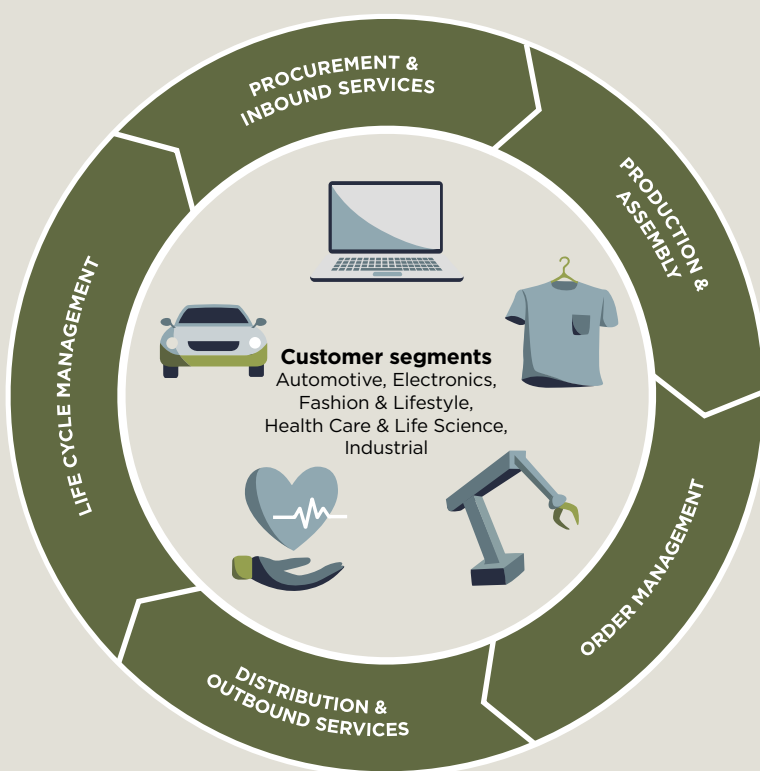 PROCUREMENT &
INBOUND SERVICES
PRODUCTION &
ASSEMBLY
ORDER MANAGEMENT
DISTRIBUTION &
OUTBOUND SERVICES
LIFE CYCLE MANAGEMENT
Customer segments
Automotive, Electronics,
Fashion & Lifestyle,
Health Care & Life Science,
Industrial